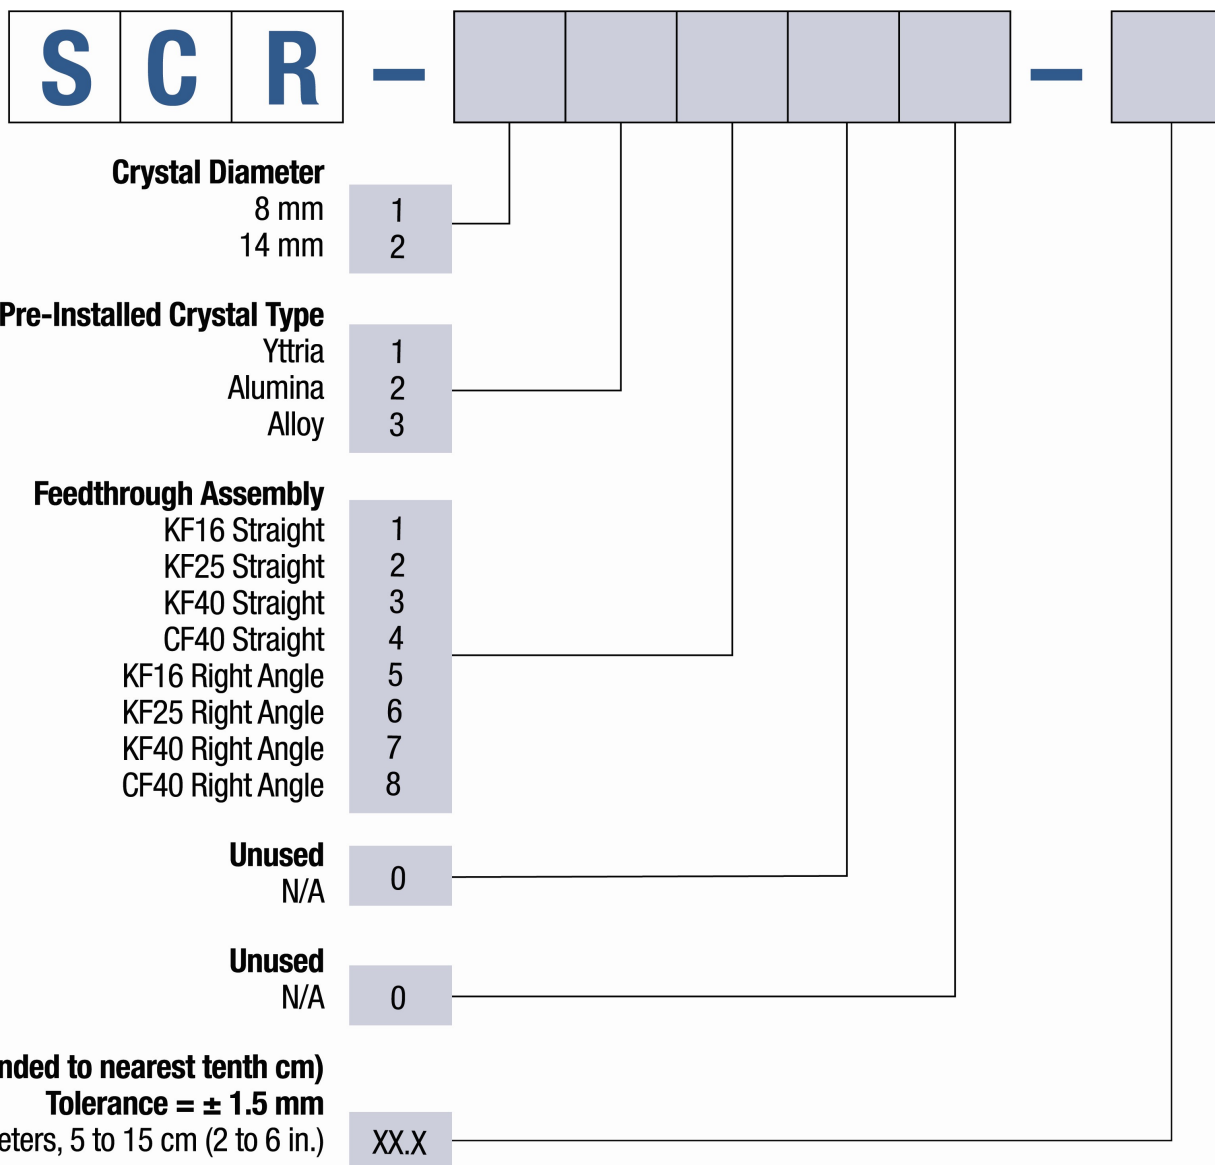 S C R – –
Crystal Diameter
8 mm 1
14 mm 2
Pre-Installed Crystal Type
Yttria 1
Alumina 2
Alloy 3
Feedthrough Assembly
KF16 Straight 1
KF25 Straight 2
KF40 Straight 3
CF40 Straight 4
KF16 Right Angle 5
KF25 Right Angle 6
KF40 Right Angle 7
CF40 Right Angle 8
Unused
N/A 0
Unused
N/A 0
to nearest tenth cm)
Tolerance = ± 1.5 mm
5 to 15 cm (2 to 6 in.) XX.X